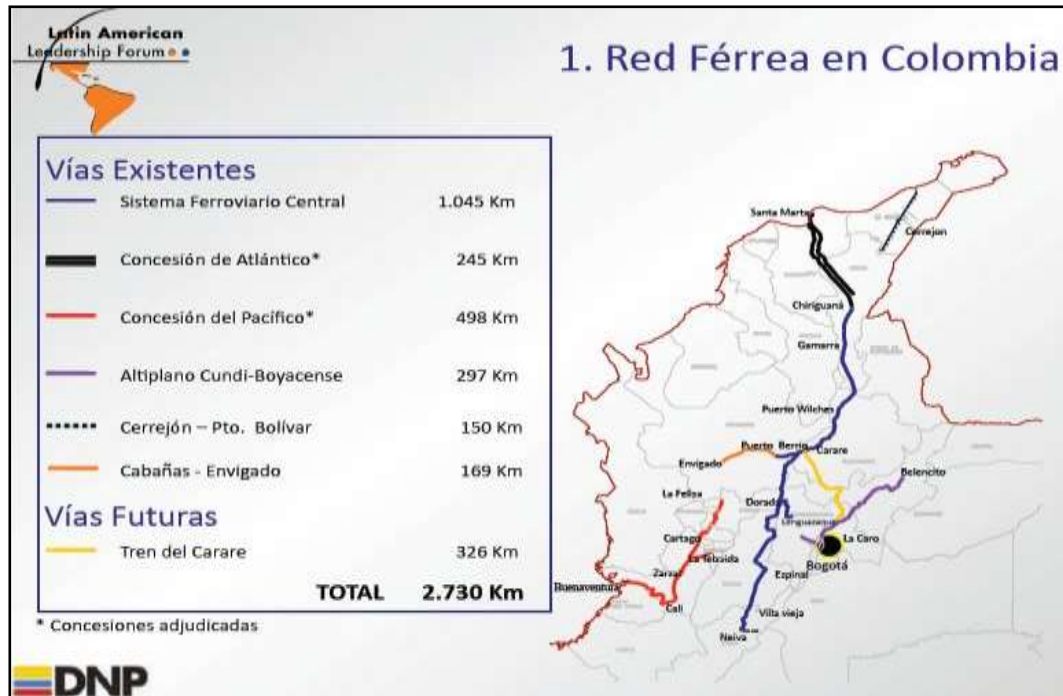 Latin American
Leadership Forum
1. Red Férrea en Colombia
Vías Existentes
Sistema Ferroviario Central 1.045 Km
Concesión de Atlántico* 245 Km
Concesión del Pacífico* 498 Km
Altiplano Cundi-Boyacense 297 Km
Cerrejón – Pto. Bolívar 150 Km
Cabañas - Envigado 169 Km
Vías Futuras
Tren del Carare 326 Km
TOTAL 2.730 Km
* Concesiones adjudicadas
DNP
Santa Marta
Cerrejon
Chiriguaná
Gamarra
Puerto Wilches
Puerto Berrio
Carare
Envigado
Belencito
La Felisa
Dorada
La Caro
Cartago
La Tebaida
Bogotá
Zarzal
Espinal
Buenaventura
Cali
Villa vieja
Neiva